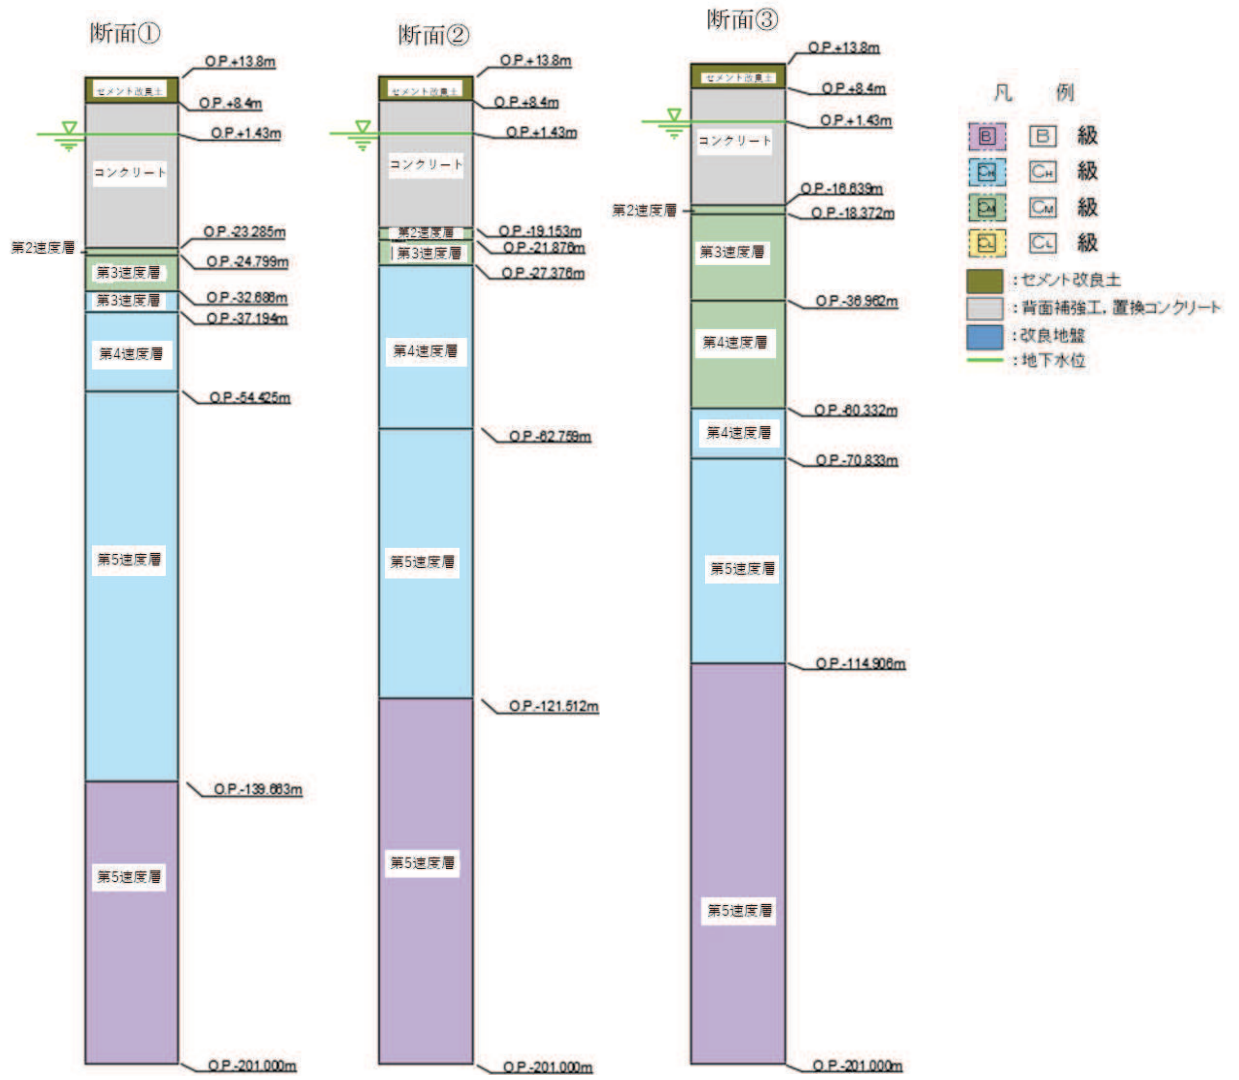 断面①
O.P.+13.8m
セメント改良土
O.P.+8.4m
O.P.+1.43m
コンクリート
O.P.-23.285m
第2速度層
O.P.-24.799m
第3速度層
O.P.-32.686m
第3速度層
O.P.-37.194m
第4速度層
O.P.-54.425m
第5速度層
O.P.-139.663m
第5速度層
O.P.-201.000m
断面②
O.P.+13.8m
セメント改良土
O.P.+8.4m
O.P.+1.43m
コンクリート
O.P.-19.153m
第2速度層
O.P.-21.876m
第3速度層
O.P.-27.376m
第4速度層
O.P.-62.759m
第5速度層
O.P.-121.512m
第5速度層
O.P.-201.000m
断面③
O.P.+13.8m
セメント改良土
O.P.+8.4m
O.P.+1.43m
コンクリート
O.P.-16.639m
第2速度層
O.P.-18.372m
第3速度層
O.P.-36.962m
第4速度層
O.P.-60.332m
第4速度層
O.P.-70.833m
第5速度層
O.P.-114.906m
第5速度層
O.P.-201.000m
凡 例
B B 級
CH CH 級
CM CM 級
CL CL 級
：セメント改良土
：背面補強工，置換コンクリート
：改良地盤
：地下水位